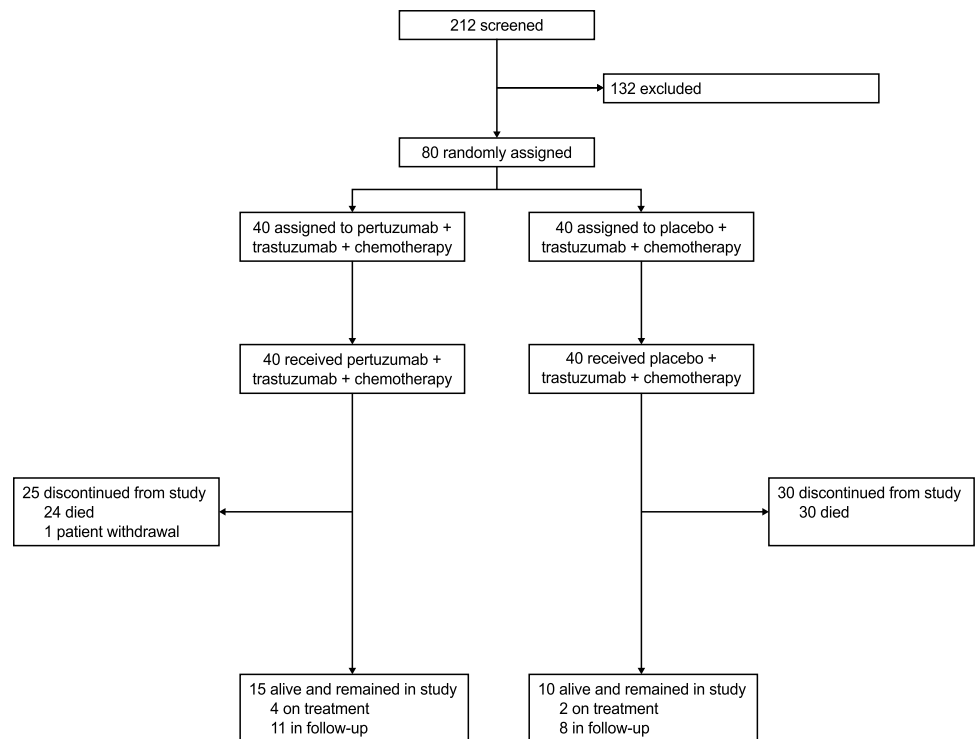 212 screened
132 excluded
80 randomly assigned
40 assigned to pertuzumab +
trastuzumab + chemotherapy
40 assigned to placebo +
trastuzumab + chemotherapy
40 received pertuzumab +
trastuzumab + chemotherapy
40 received placebo +
trastuzumab + chemotherapy
25 discontinued from study
24 died
1 patient withdrawal
30 discontinued from study
30 died
15 alive and remained in study
4 on treatment
11 in follow-up
10 alive and remained in study
2 on treatment
8 in follow-up